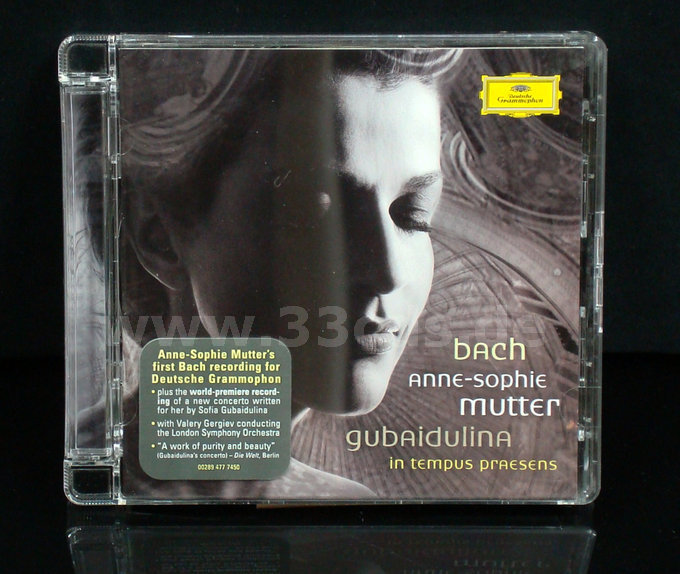 Deutsche
Grammophon
www.33cds.de
bach
anne-sophie
mutter
gubaidulina
in tempus praesens
Anne-Sophie Mutter's
first Bach recording for
Deutsche Grammophon
• plus the world-premiere record-
ing of a new concerto written
for her by Sofia Gubaidulina
• with Valery Gergiev conducting
the London Symphony Orchestra
• "A work of purity and beauty"
(Gubaidulina's concerto) – Die Welt, Berlin
00289 477 7450